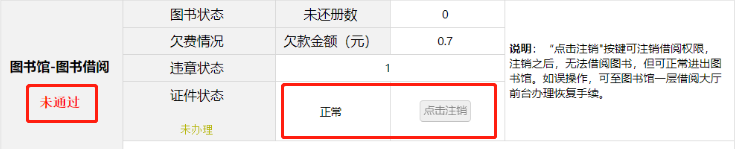 图书馆-图书借阅
未通过
图书状态
未还册数
0
欠费情况
欠款金额（元）
0.7
违章状态
1
证件状态
未办理
正常
点击注销
说明： “点击注销"按键可注销借阅权限，
注销之后，无法借阅图书，但可正常进出图
书馆。如误操作，可至图书馆一层借阅大厅
前台办理恢复手续。